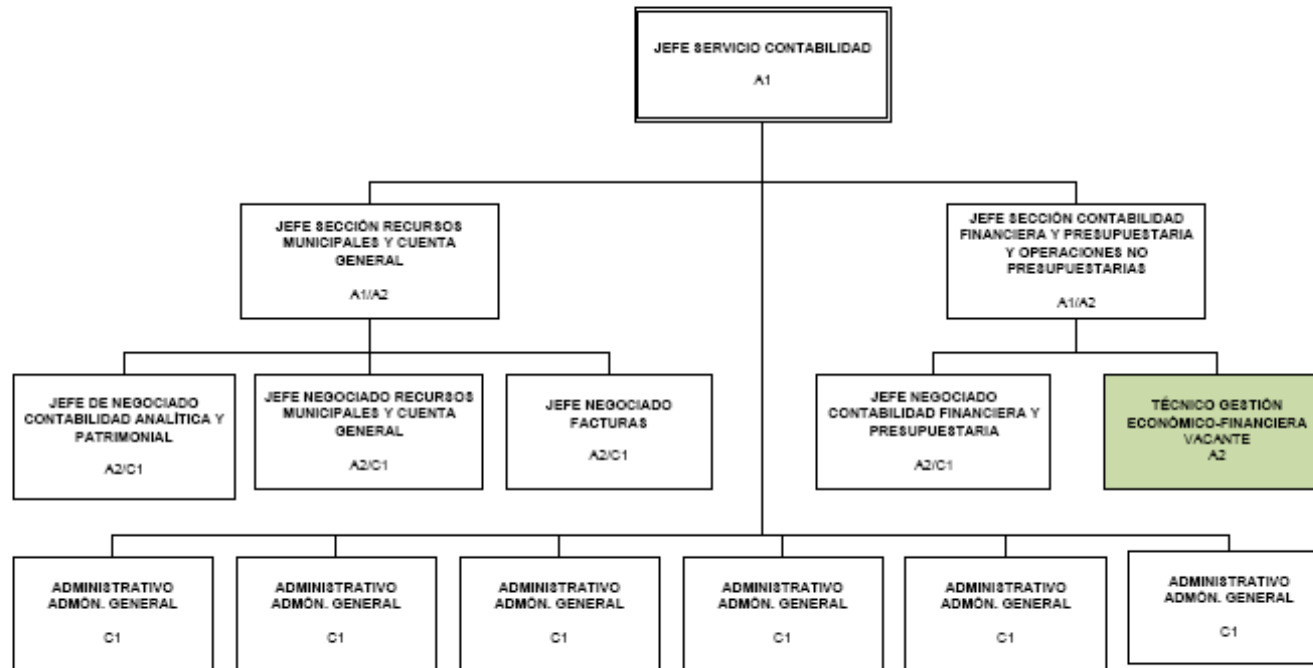 JEFE SERVICIO CONTABILIDAD
A1
JEFE SECCIÓN RECURSOS
MUNICIPALES Y CUENTA
GENERAL
A1/A2
JEFE SECCIÓN CONTABILIDAD
FINANCIERA Y PRESUPUESTARIA
Y OPERACIONES NO
PRESUPUESTARIAS
A1/A2
JEFE DE NEGOCIADO
CONTABILIDAD ANALÍTICA Y
PATRIMONIAL
A2/C1
JEFE NEGOCIADO RECURSOS
MUNICIPALES Y CUENTA
GENERAL
A2/C1
JEFE NEGOCIADO
FACTURAS
A2/C1
JEFE NEGOCIADO
CONTABILIDAD FINANCIERA Y
PRESUPUESTARIA
A2/C1
TÉCNICO GESTIÓN
ECONÓMICO-FINANCIERA
VACANTE
A2
ADMINISTRATIVO
ADMÓN. GENERAL
C1
ADMINISTRATIVO
ADMÓN. GENERAL
C1
ADMINISTRATIVO
ADMÓN. GENERAL
C1
ADMINISTRATIVO
ADMÓN. GENERAL
C1
ADMINISTRATIVO
ADMÓN. GENERAL
C1
ADMINISTRATIVO
ADMÓN. GENERAL
C1